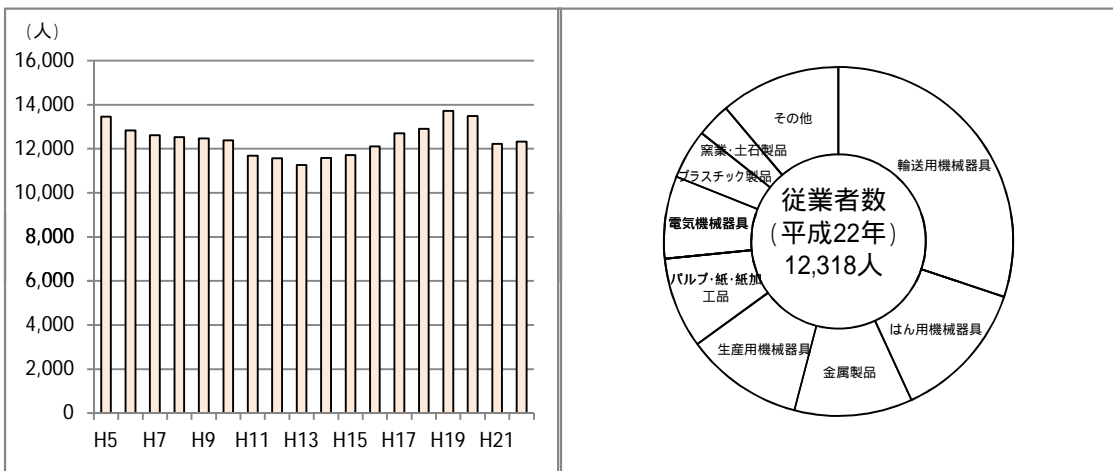 (人)
16,000
14,000
12,000
10,000
8,000
6,000
4,000
2,000
0
H5 H7 H9 H11 H13 H15 H17 H19 H21
従業者数
(平成22年)
12,318人
輸送用機械器具
はん用機械器具
金属製品
生産用機械器具
パルプ・紙・紙加
工品
電気機械器具
プラスチック製品
窯業・土石製品
その他